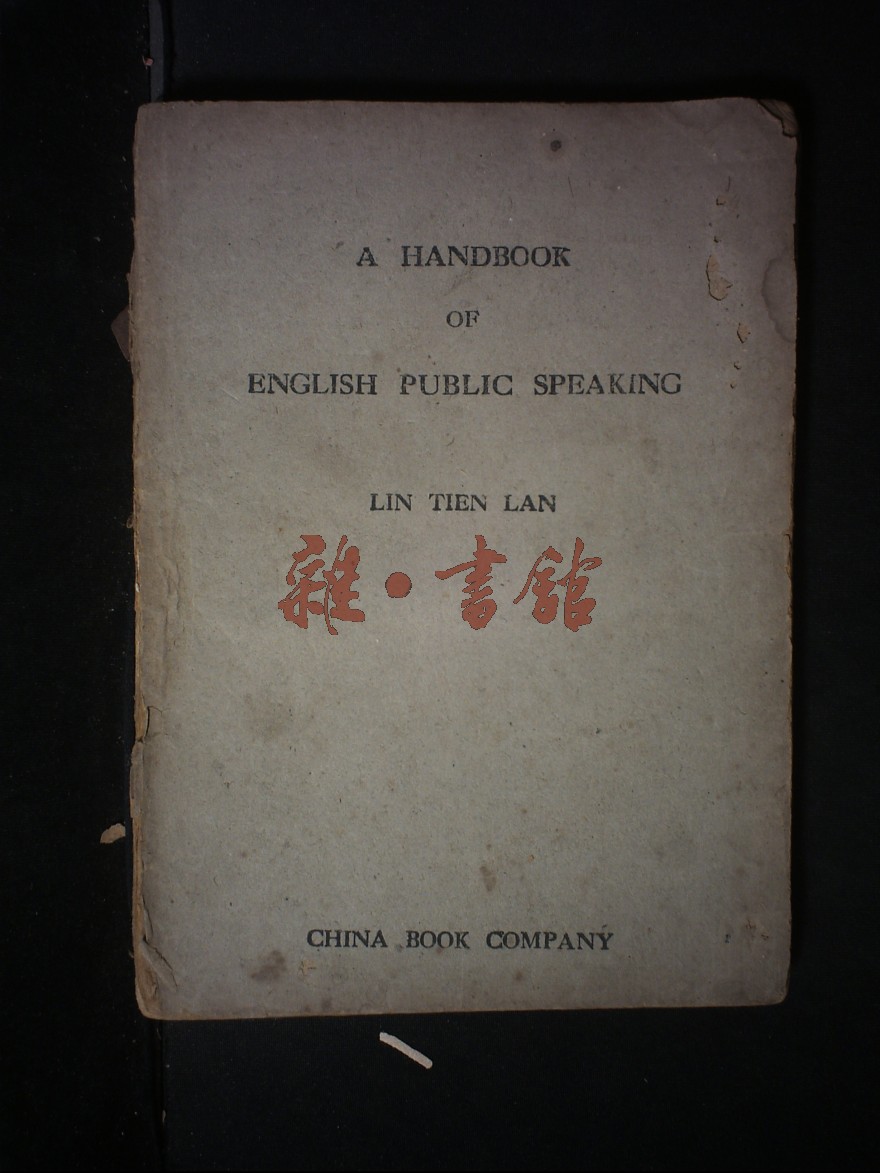 A HANDBOOK
OF
ENGLISH PUBLIC SPEAKING
LIN TIEN LAN
雜·書館
CHINA BOOK COMPANY